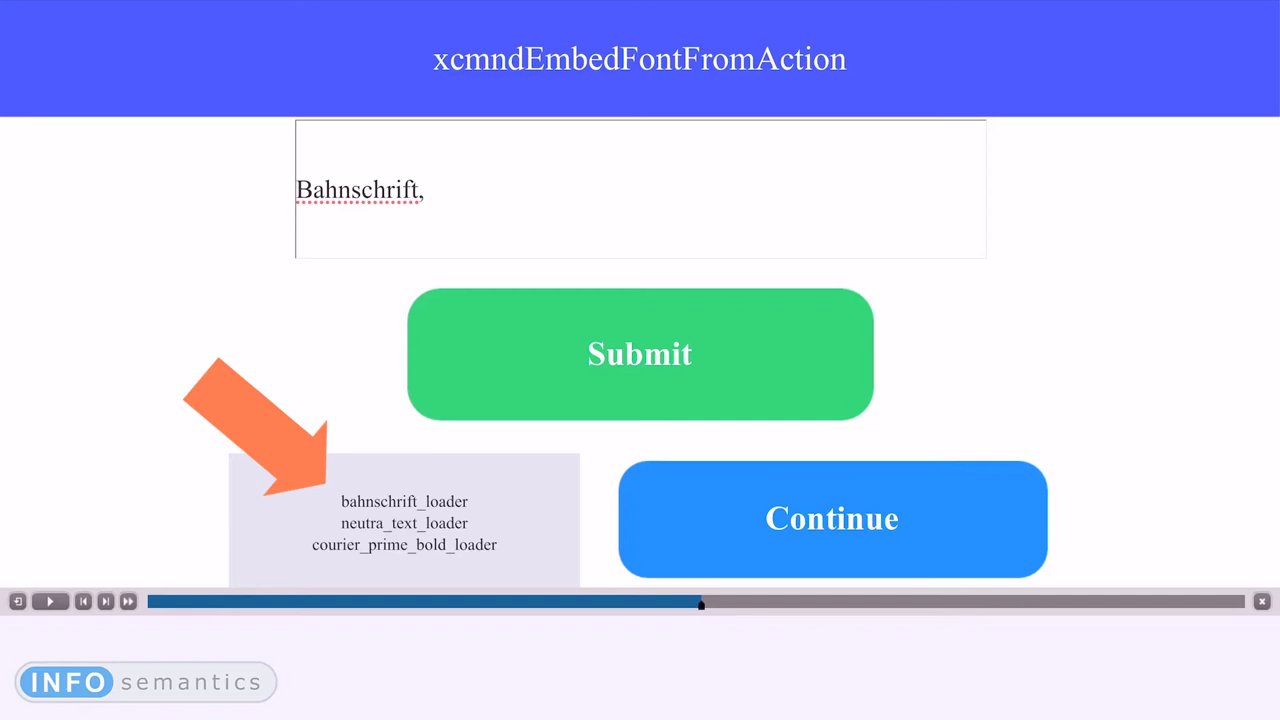 xcmndEmbedFontFromAction
Bahnschrift,
Submit
bahnschrift_loader
neutra_text_loader
courier_prime_bold_loader
Continue
INFO semantics